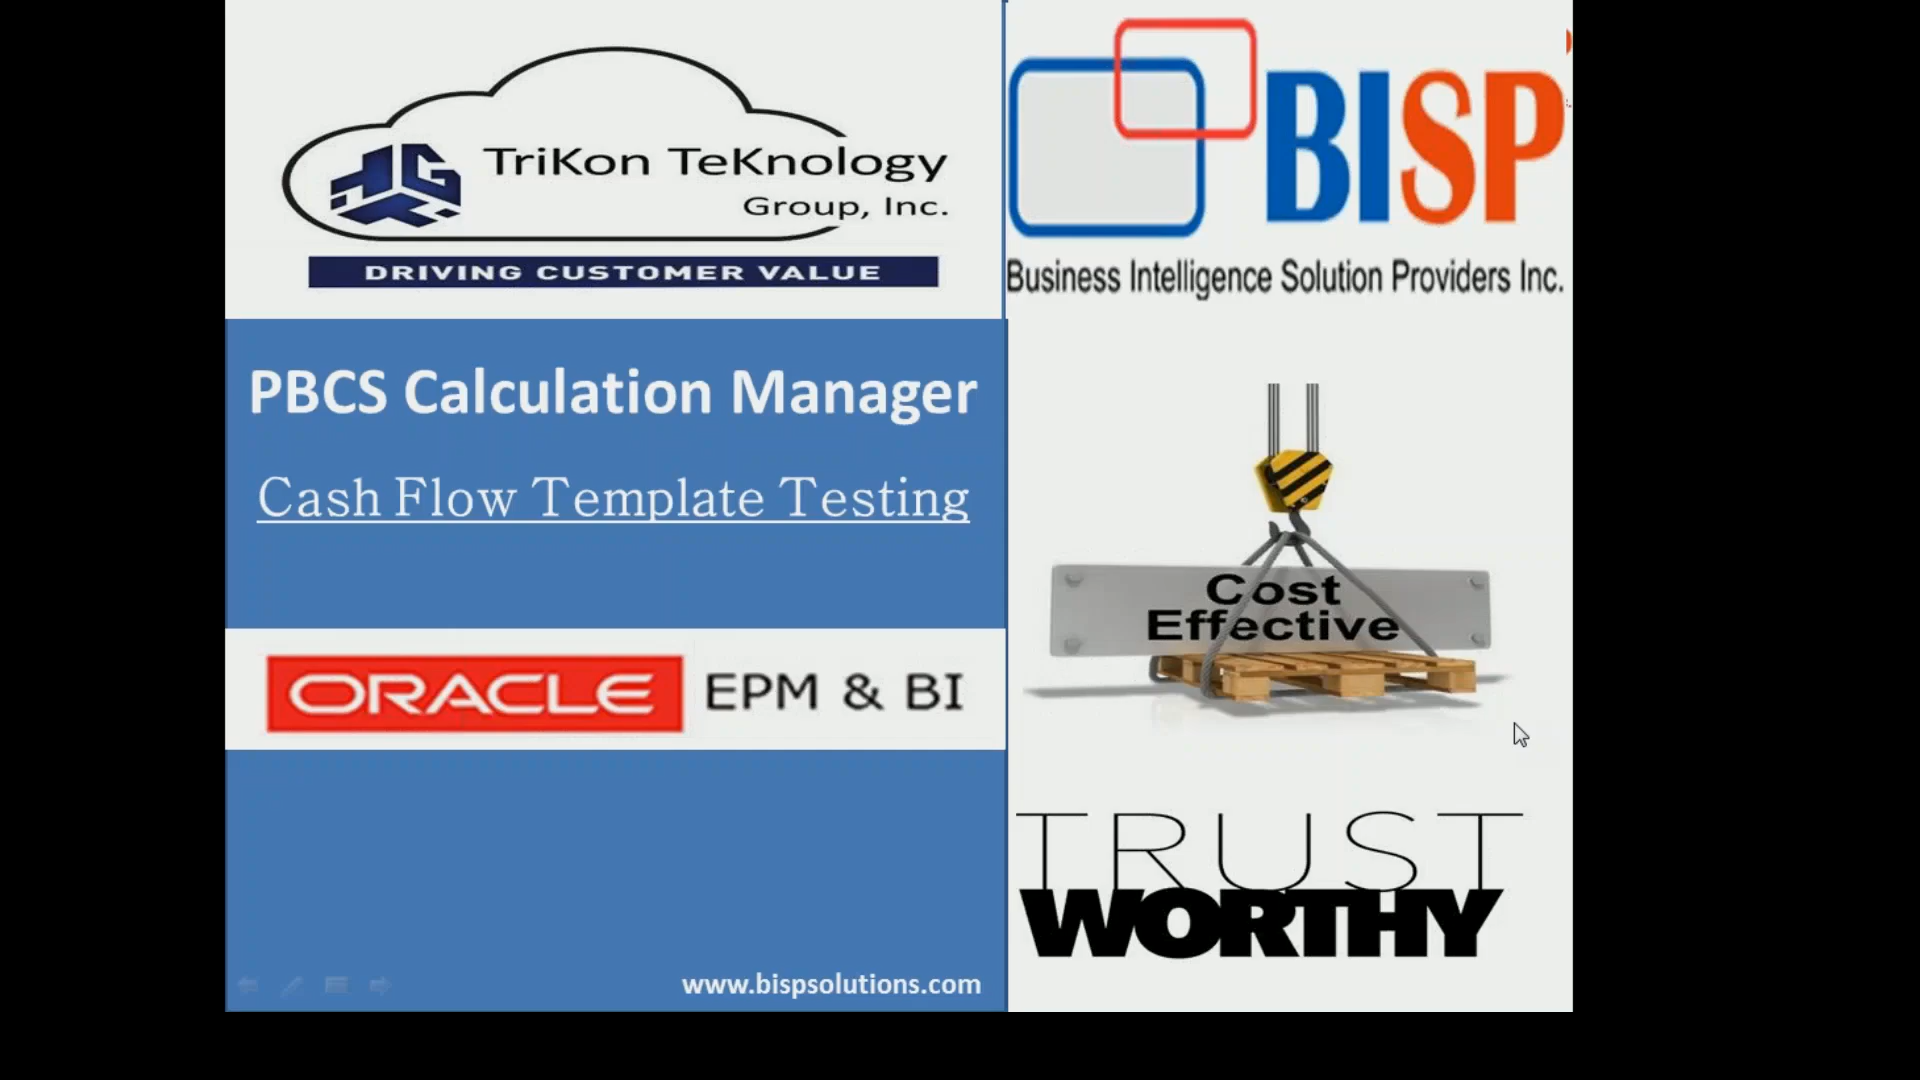 TriKon TeKnology
Group, Inc.
DRIVING CUSTOMER VALUE
BISP
Business Intelligence Solution Providers Inc.
PBCS Calculation Manager
Cash Flow Template Testing
ORACLE EPM & BI
Cost
Effective
TRUST
WORTHY
www.bispsolutions.com